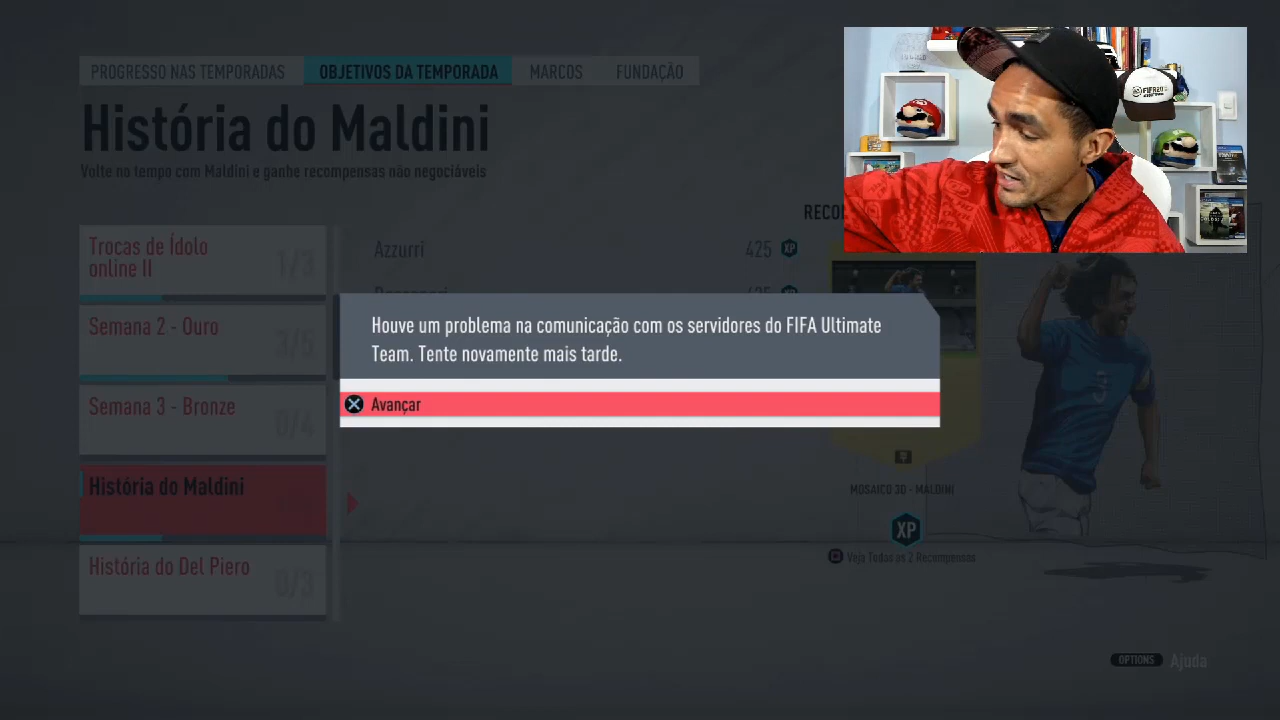 PROGRESSO NAS TEMPORADAS
OBJETIVOS DA TEMPORADA
MARCOS
FUNDAÇÃO
História do Maldini
Volte no tempo com Maldini e ganhe recompensas não negociáveis
Trocas de Ídolo
online II
1/3
Semana 2 - Ouro
3/5
Semana 3 - Bronze
0/4
História do Maldini
História do Del Piero
0/3
Azzurri
425 XP
Houve um problema na comunicação com os servidores do FIFA Ultimate
Team. Tente novamente mais tarde.
Avançar
MOSAICO 3D - MALDINI
XP
Veja Todas as 2 Recompensas
OPTIONS Ajuda